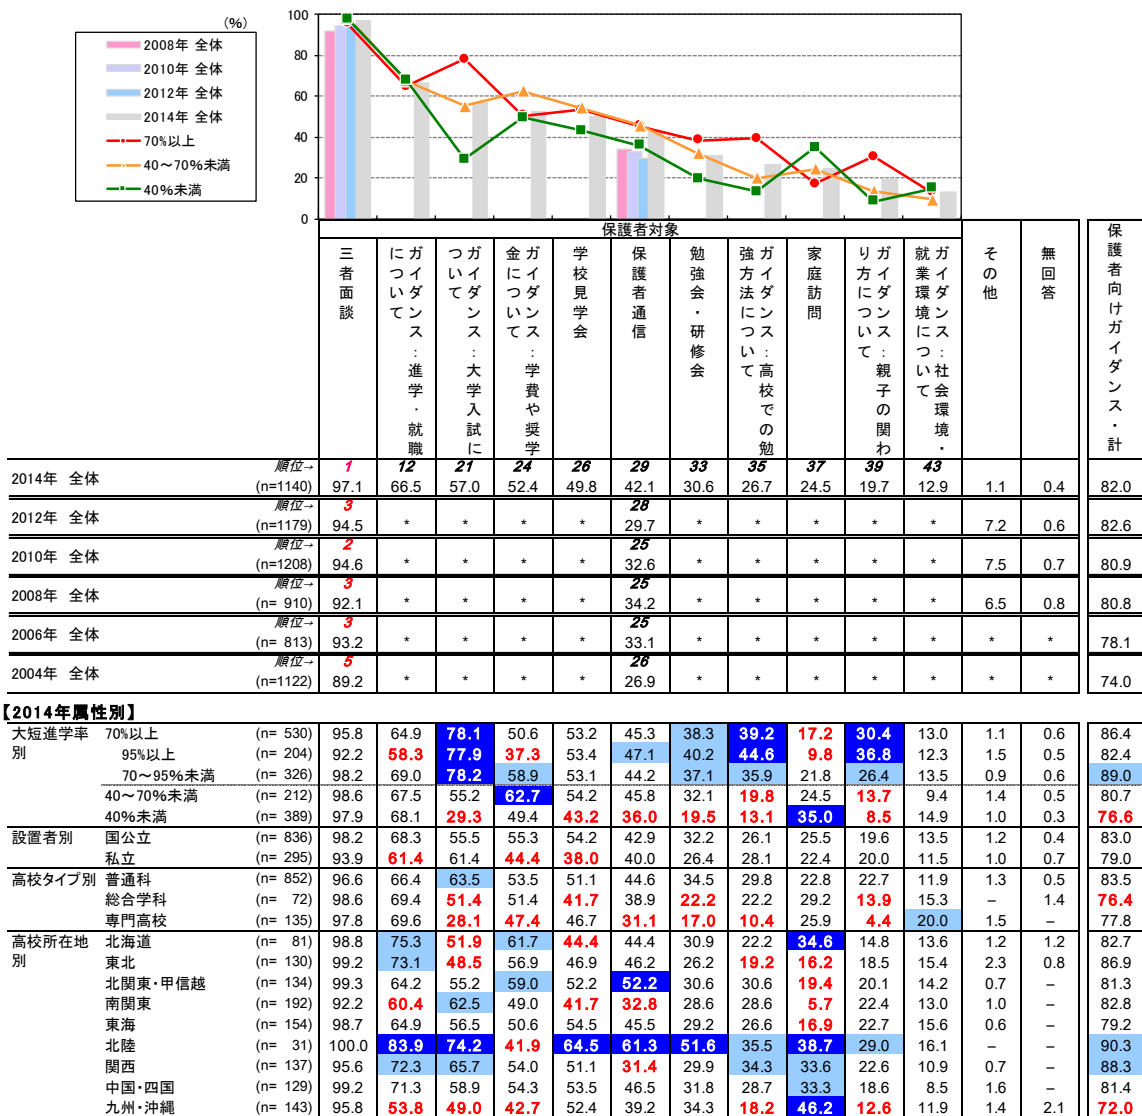 (%)
2008年 全体
2010年 全体
2012年 全体
2014年 全体
70%以上
40～70%未満
40%未満
100
80
60
40
20
0
保護者対象
三者面談
ガイダンス：進学・就職について
ガイダンス：大学入試について
ガイダンス：学費や奨学金について
学校見学会
保護者通信
勉強会・研修会
ガイダンス：高校での勉強方法について
家庭訪問
ガイダンス：親子の関わり方について
ガイダンス：社会環境・就業環境について
その他
無回答
保護者向けガイダンス・計
2014年 全体 順位→ 1 12 21 24 26 29 33 35 37 39 43
(n=1140) 97.1 66.5 57.0 52.4 49.8 42.1 30.6 26.7 24.5 19.7 12.9 1.1 0.4 82.0
2012年 全体 順位→ 3 28
(n=1179) 94.5 * * * * 29.7 * * * * * 7.2 0.6 82.6
2010年 全体 順位→ 2 25
(n=1208) 94.6 * * * * 32.6 * * * * * 7.5 0.7 80.9
2008年 全体 順位→ 3 25
(n= 910) 92.1 * * * * 34.2 * * * * * 6.5 0.8 80.8
2006年 全体 順位→ 3 25
(n= 813) 93.2 * * * * 33.1 * * * * * * * 78.1
2004年 全体 順位→ 5 26
(n=1122) 89.2 * * * * 26.9 * * * * * * * 74.0
【2014年属性別】
大短進学率別 70%以上 (n= 530) 95.8 64.9 78.1 50.6 53.2 45.3 38.3 39.2 17.2 30.4 13.0 1.1 0.6 86.4
95%以上 (n= 204) 92.2 58.3 77.9 37.3 53.4 47.1 40.2 44.6 9.8 36.8 12.3 1.5 0.5 82.4
70～95%未満 (n= 326) 98.2 69.0 78.2 58.9 53.1 44.2 37.1 35.9 21.8 26.4 13.5 0.9 0.6 89.0
40～70%未満 (n= 212) 98.6 67.5 55.2 62.7 54.2 45.8 32.1 19.8 24.5 13.7 9.4 1.4 0.5 80.7
40%未満 (n= 389) 97.9 68.1 29.3 49.4 43.2 36.0 19.5 13.1 35.0 8.5 14.9 1.0 0.3 76.6
設置者別 国公立 (n= 836) 98.2 68.3 55.5 55.3 54.2 42.9 32.2 26.1 25.5 19.6 13.5 1.2 0.4 83.0
私立 (n= 295) 93.9 61.4 61.4 44.4 38.0 40.0 26.4 28.1 22.4 20.0 11.5 1.0 0.7 79.0
高校タイプ別 普通科 (n= 852) 96.6 66.4 63.5 53.5 51.1 44.6 34.5 29.8 22.8 22.7 11.9 1.3 0.5 83.5
総合学科 (n= 72) 98.6 69.4 51.4 51.4 41.7 38.9 22.2 22.2 29.2 13.9 15.3 – 1.4 76.4
専門高校 (n= 135) 97.8 69.6 28.1 47.4 46.7 31.1 17.0 10.4 25.9 4.4 20.0 1.5 – 77.8
高校所在地別 北海道 (n= 81) 98.8 75.3 51.9 61.7 44.4 44.4 30.9 22.2 34.6 14.8 13.6 1.2 1.2 82.7
東北 (n= 130) 99.2 73.1 48.5 56.9 46.9 46.2 26.2 19.2 16.2 18.5 15.4 2.3 0.8 86.9
北関東・甲信越 (n= 134) 99.3 64.2 55.2 59.0 52.2 52.2 30.6 30.6 19.4 20.1 14.2 0.7 – 81.3
南関東 (n= 192) 92.2 60.4 62.5 49.0 41.7 32.8 28.6 28.6 5.7 22.4 13.0 1.0 – 82.8
東海 (n= 154) 98.7 64.9 56.5 50.6 54.5 45.5 29.2 26.6 16.9 22.7 15.6 0.6 – 79.2
北陸 (n= 31) 100.0 83.9 74.2 41.9 64.5 61.3 51.6 35.5 38.7 29.0 16.1 – – 90.3
関西 (n= 137) 95.6 72.3 65.7 54.0 51.1 31.4 29.9 34.3 33.6 22.6 10.9 0.7 – 88.3
中国・四国 (n= 129) 99.2 71.3 58.9 54.3 53.5 46.5 31.8 28.7 33.3 18.6 8.5 1.6 – 81.4
九州・沖縄 (n= 143) 95.8 53.8 49.0 42.7 52.4 39.2 34.3 18.2 46.2 12.6 11.9 1.4 2.1 72.0